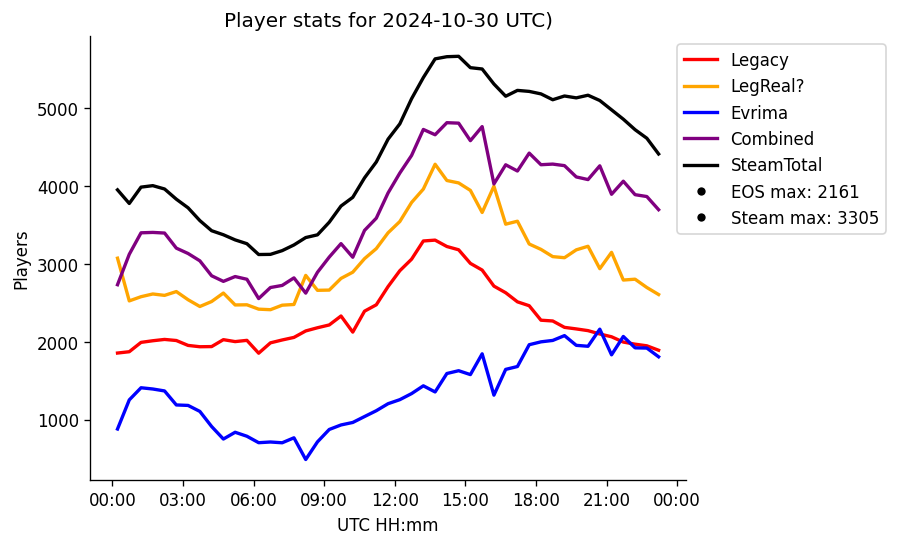 Player stats for 2024-10-30 UTC)
Legacy
LegReal?
Evrima
Combined
SteamTotal
EOS max: 2161
Steam max: 3305
Players
5000
4000
3000
2000
1000
00:00 03:00 06:00 09:00 12:00 15:00 18:00 21:00 00:00
UTC HH:mm